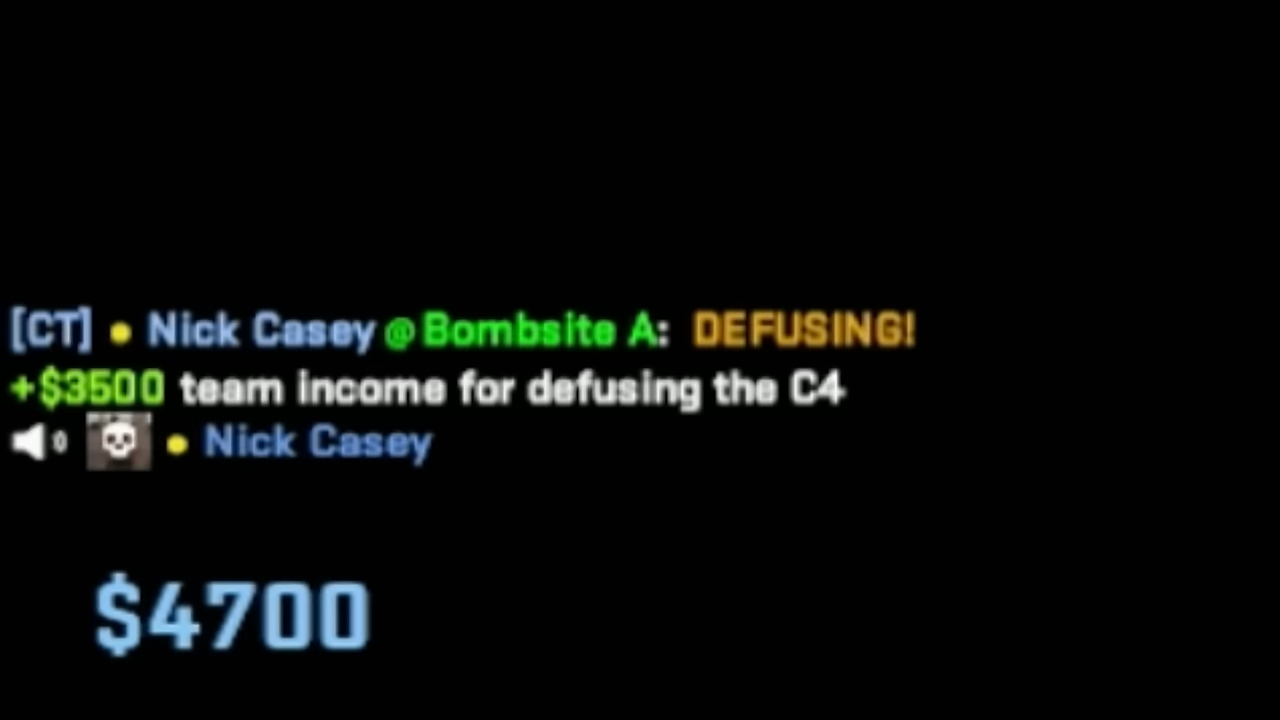 [CT] • Nick Casey @ Bombsite A: DEFUSING!
+$3500 team income for defusing the C4
• Nick Casey
$4700